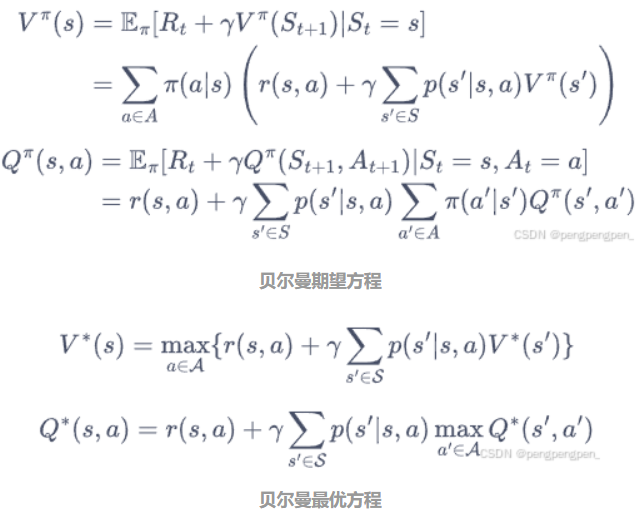 V^π(s) = 𝔼_π[R_t + γV^π(S_{t+1})|S_t = s]
= ∑_{a∈A} π(a|s) ( r(s, a) + γ ∑_{s'∈S} p(s'|s, a)V^π(s') )
Q^π(s, a) = 𝔼_π[R_t + γQ^π(S_{t+1}, A_{t+1})|S_t = s, A_t = a]
= r(s, a) + γ ∑_{s'∈S} p(s'|s, a) ∑_{a'∈A} π(a'|s')Q^π(s', a')
CSDN @pengpengpen_
贝尔曼期望方程
V*(s) = max_{a∈𝒜}{r(s, a) + γ ∑_{s'∈𝒮} p(s'|s, a)V*(s')}
Q*(s, a) = r(s, a) + γ ∑_{s'∈𝒮} p(s'|s, a) max_{a'∈𝒜} Q*(s', a')
CSDN @pengpengpen_
贝尔曼最优方程